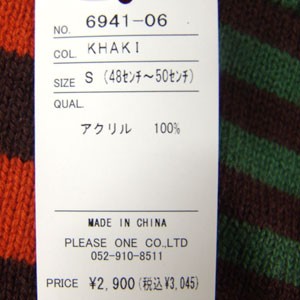 NO. 6941-06
COL. KHAKI
SIZE S (48センチ〜50センチ)
QUAL.
アクリル 100%
MADE IN CHINA
PLEASE ONE CO.,LTD
052-910-8511
PRICE ¥2,900(税込¥3,045)